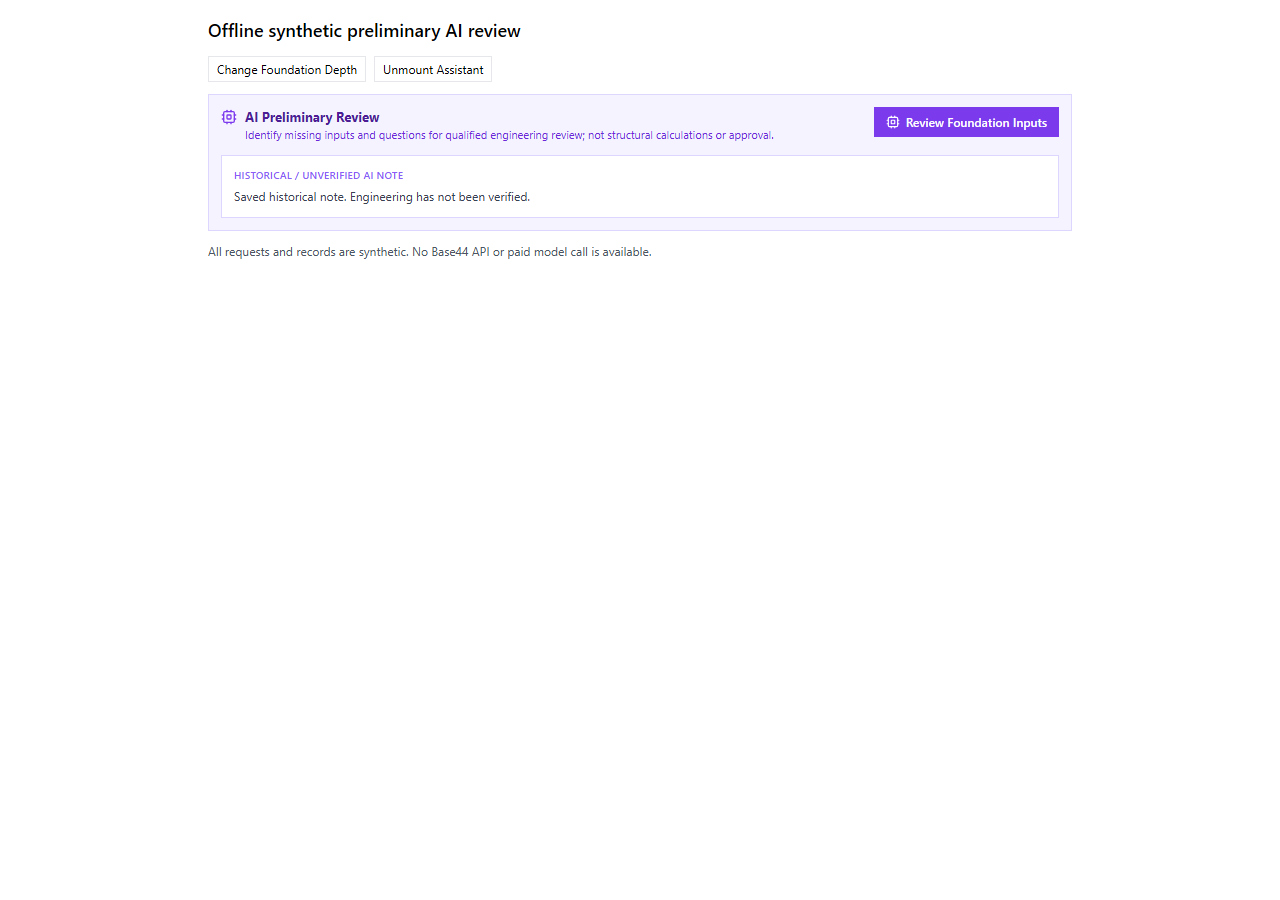 Offline synthetic preliminary AI review
Change Foundation Depth
Unmount Assistant
AI Preliminary Review
Identify missing inputs and questions for qualified engineering review; not structural calculations or approval.
Review Foundation Inputs
HISTORICAL / UNVERIFIED AI NOTE
Saved historical note. Engineering has not been verified.
All requests and records are synthetic. No Base44 API or paid model call is available.